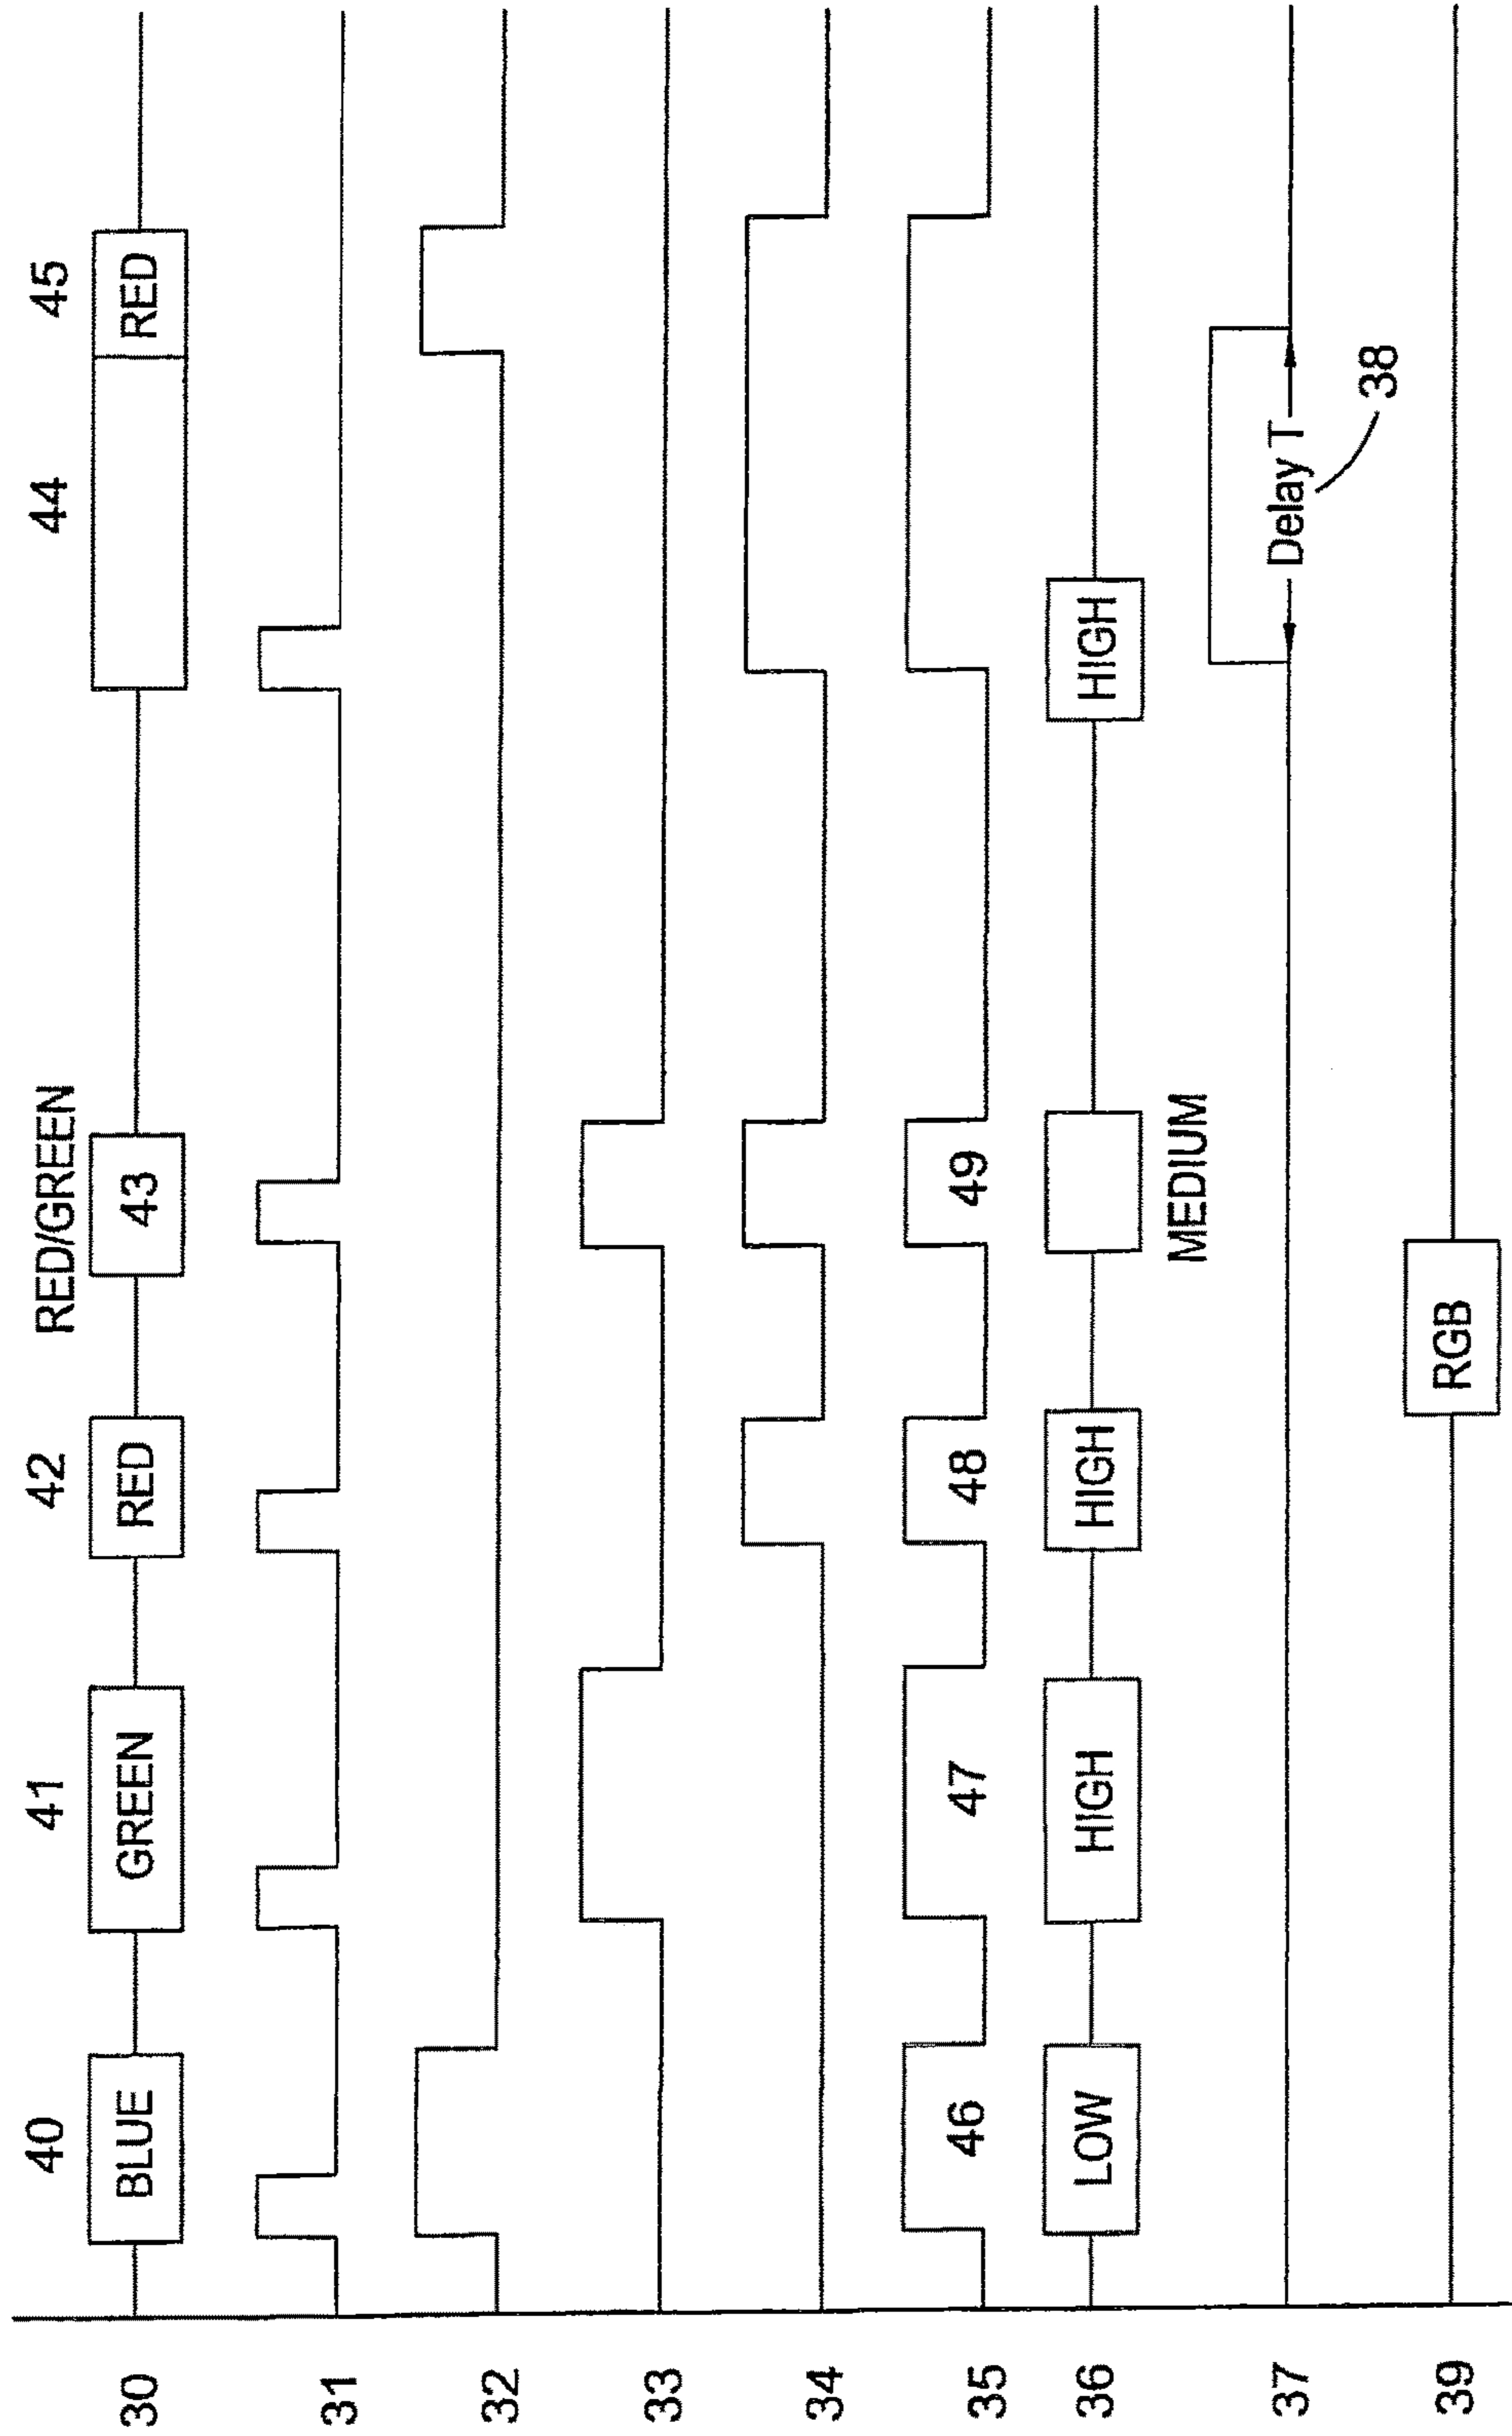 RED/GREEN
40 41 42 44 45
30 BLUE GREEN RED 43 RED
31
32
33
34
35 46 47 48 49
36 LOW HIGH HIGH HIGH
MEDIUM
37 Delay T
38
39 RGB